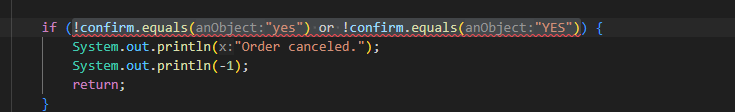 if (!confirm.equals(anObject:"yes") or !confirm.equals(anObject:"YES")) {
System.out.println(x:"Order canceled.");
System.out.println(-1);
return;
}